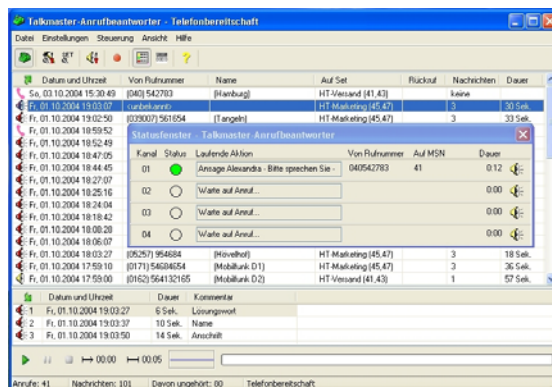 Talkmaster-Anrufbeantworter - Telefonbereitschaft
Datei Einstellungen Steuerung Ansicht Hilfe
Datum und Uhrzeit Von Rufnummer Name Auf Set Rückruf Nachrichten Dauer
So, 03.10.2004 15:30:49 (040) 542783 (Hamburg) HT-Versand (41,43) keine
Fr, 01.10.2004 19:03:07 <unbekannt> HT-Marketing (45,47) 3 30 Sek.
Fr, 01.10.2004 19:02:50 (039007) 561654 (Tangeln) HT-Marketing (45,47) 3 33 Sek.
Fr, 01.10.2004 18:59:52
Fr, 01.10.2004 18:52:49
Fr, 01.10.2004 18:47:05
Fr, 01.10.2004 18:44:45
Fr, 01.10.2004 18:27:07
Fr, 01.10.2004 18:25:16
Fr, 01.10.2004 18:24:04
Fr, 01.10.2004 18:18:42
Fr, 01.10.2004 18:08:28
Fr, 01.10.2004 18:06:07
Statusfenster - Talkmaster-Anrufbeantworter
Kanal Status Laufende Aktion Von Rufnummer Auf MSN Dauer
01 Ansage Alexandra - Bitte sprechen Sie - 040542783 41 0:12
02 Warte auf Anruf... 0:00
03 Warte auf Anruf... 0:00
04 Warte auf Anruf... 0:00
Fr, 01.10.2004 18:03:27 (05257) 954684 (Hövelhof) HT-Marketing (45,47) 3 18 Sek.
Fr, 01.10.2004 17:59:10 (0171) 54684654 (Mobilfunk D1) HT-Marketing (45,47) 3 36 Sek.
Fr, 01.10.2004 17:59:00 (0162) 564132165 (Mobilfunk D2) HT-Versand (41,43) 1 57 Sek.
Datum und Uhrzeit Dauer Kommentar
1 Fr, 01.10.2004 19:03:27 6 Sek. Losungswort
2 Fr, 01.10.2004 19:03:37 10 Sek. Name
3 Fr, 01.10.2004 19:03:50 14 Sek. Anschrift
00:00 00:05
Anrufe: 41 Nachrichten: 101 Davon ungehört: 00 Telefonbereitschaft